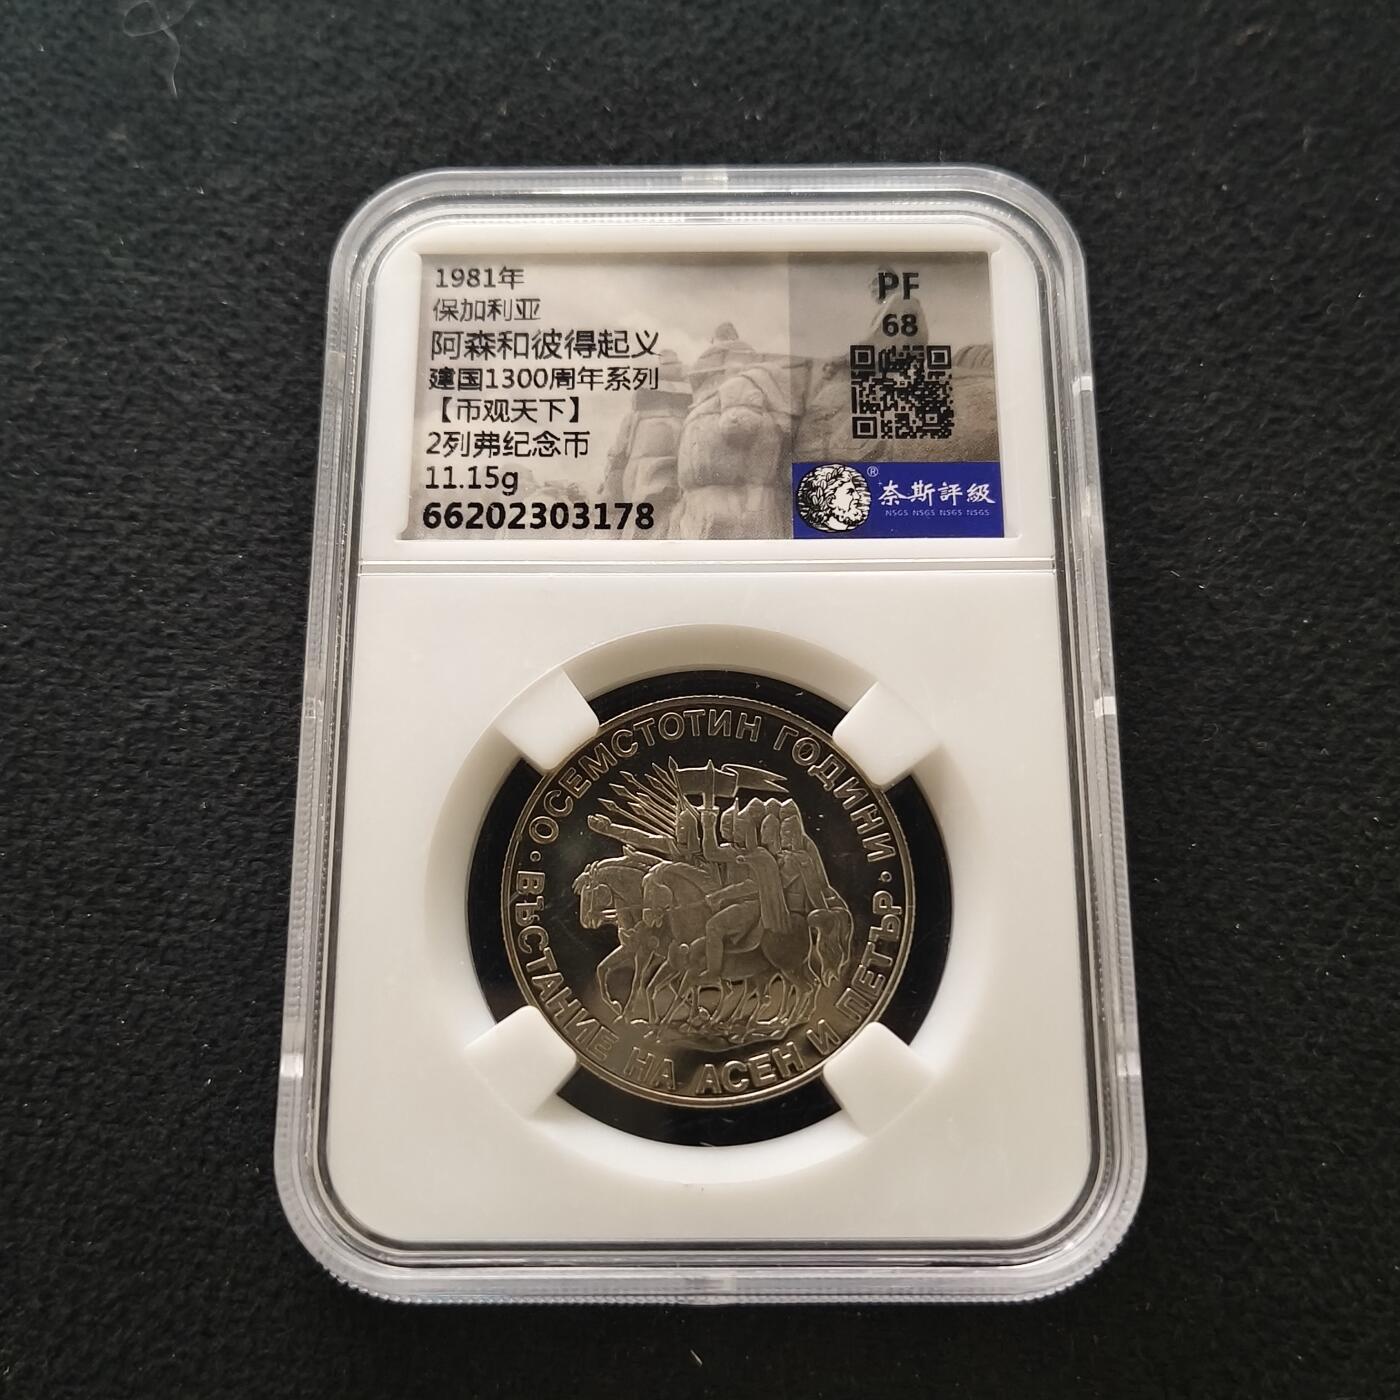 1981年
保加利亚
阿森和彼得起义
建国1300周年系列
【币观天下】
2列弗纪念币
11.15g
66202303178
PF
68
®
奈斯評級
NSGS NSGS NSGS NSGS
ОСЕМСТОТИН ГОДИНИ
ВЪСТАНИЕ НА АСЕН И ПЕТЪР